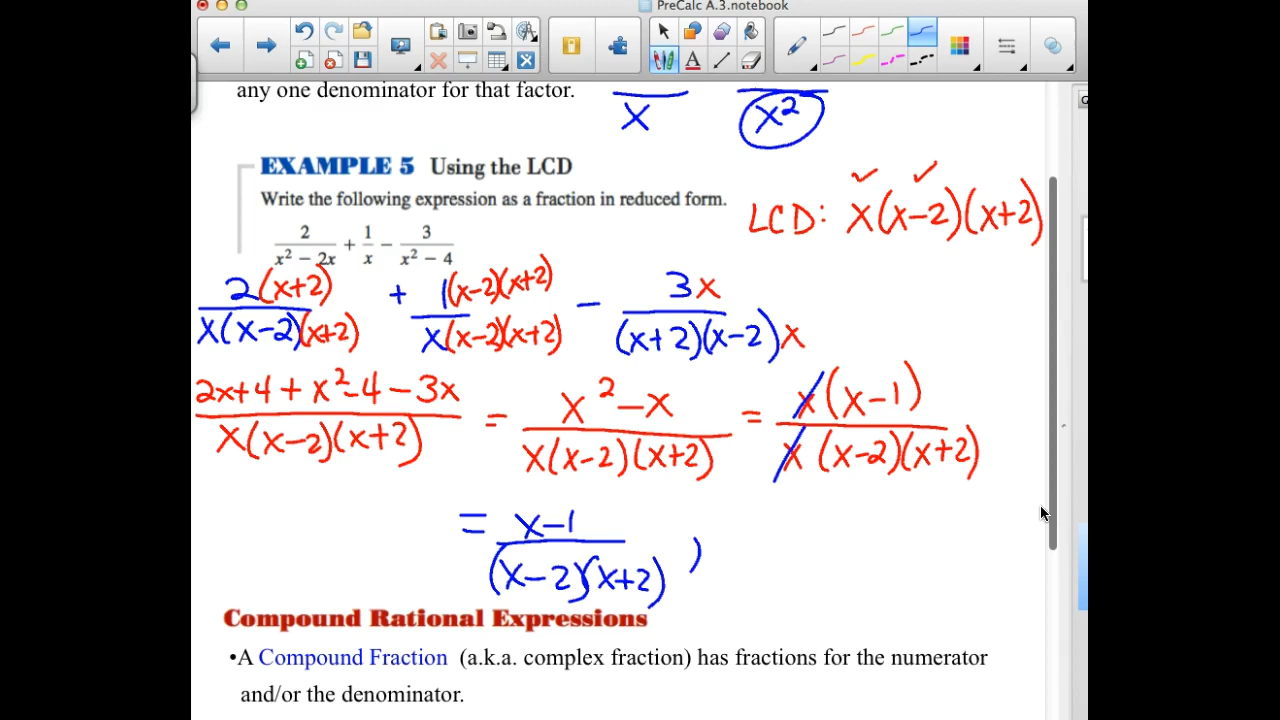 PreCalc A.3.notebook
any one denominator for that factor.
x x²
EXAMPLE 5 Using the LCD
Write the following expression as a fraction in reduced form.
2/(x² − 2x) + 1/x − 3/(x² − 4)
LCD: x(x−2)(x+2)
2(x+2)/x(x−2)(x+2) + 1(x−2)(x+2)/x(x−2)(x+2) − 3x/(x+2)(x−2)x
2x+4+x²-4-3x/x(x-2)(x+2) = x²-x/x(x-2)(x+2) = x(x-1)/x(x-2)(x+2)
= x-1/(x-2)(x+2) ,
Compound Rational Expressions
•A Compound Fraction (a.k.a. complex fraction) has fractions for the numerator
and/or the denominator.